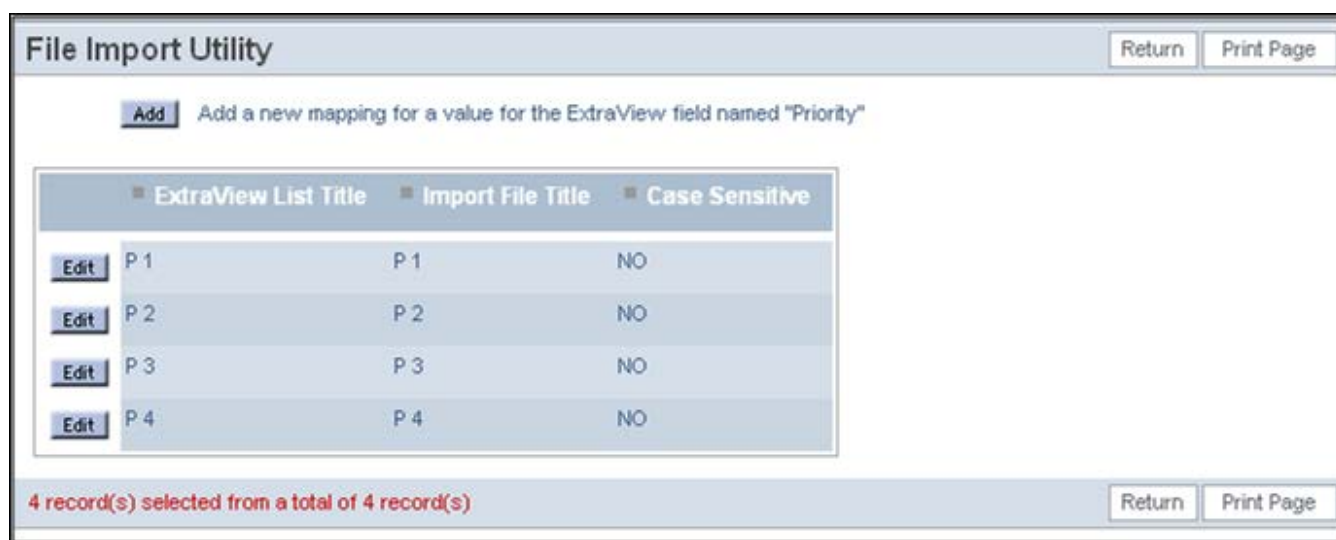 File Import Utility Return Print Page
Add Add a new mapping for a value for the ExtraView field named "Priority"
ExtraView List Title Import File Title Case Sensitive
Edit P 1 P 1 NO
Edit P 2 P 2 NO
Edit P 3 P 3 NO
Edit P 4 P 4 NO
4 record(s) selected from a total of 4 record(s) Return Print Page